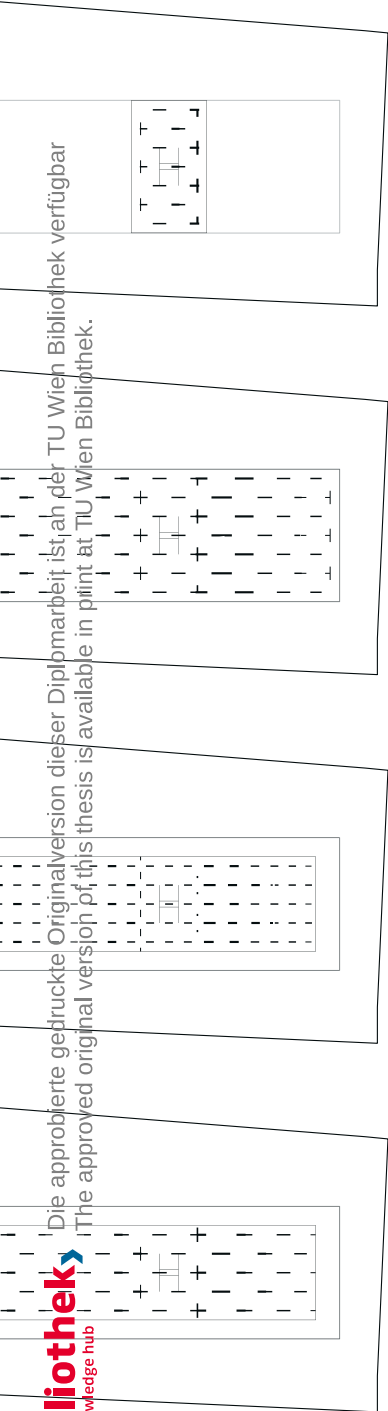 Die approbierte gedruckte Originalversion dieser Diplomarbeit ist an der TU Wien Bibliothek verfügbar
The approved original version of this thesis is available in print at TU Wien Bibliothek.
liothek
wledge hub